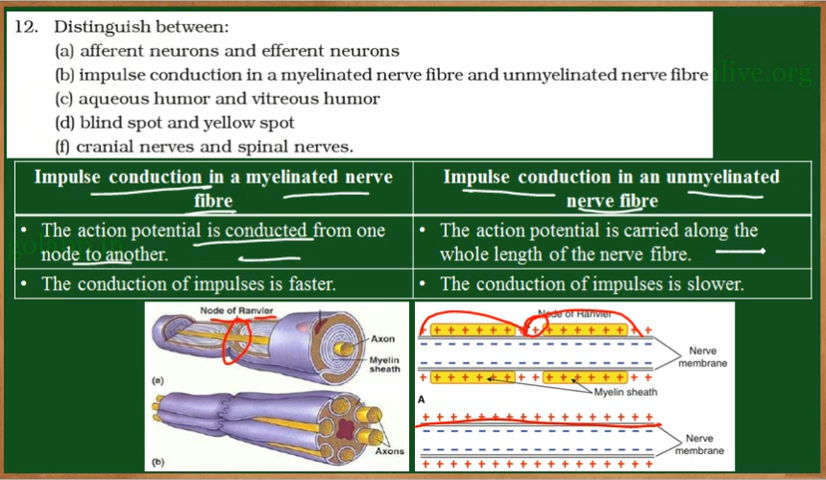 12. Distinguish between:
(a) afferent neurons and efferent neurons
(b) impulse conduction in a myelinated nerve fibre and unmyelinated nerve fibre
(c) aqueous humor and vitreous humor
(d) blind spot and yellow spot
(f) cranial nerves and spinal nerves.
Impulse conduction in a myelinated nerve
fibre
Impulse conduction in an unmyelinated
nerve fibre
• The action potential is conducted from one
node to another.
• The action potential is carried along the
whole length of the nerve fibre.
• The conduction of impulses is faster.
• The conduction of impulses is slower.
Node of Ranvier
Axon
Myelin
sheath
(a)
Axons
(b)
Node of Ranvier
Nerve
membrane
Myelin sheath
A
Nerve
membrane